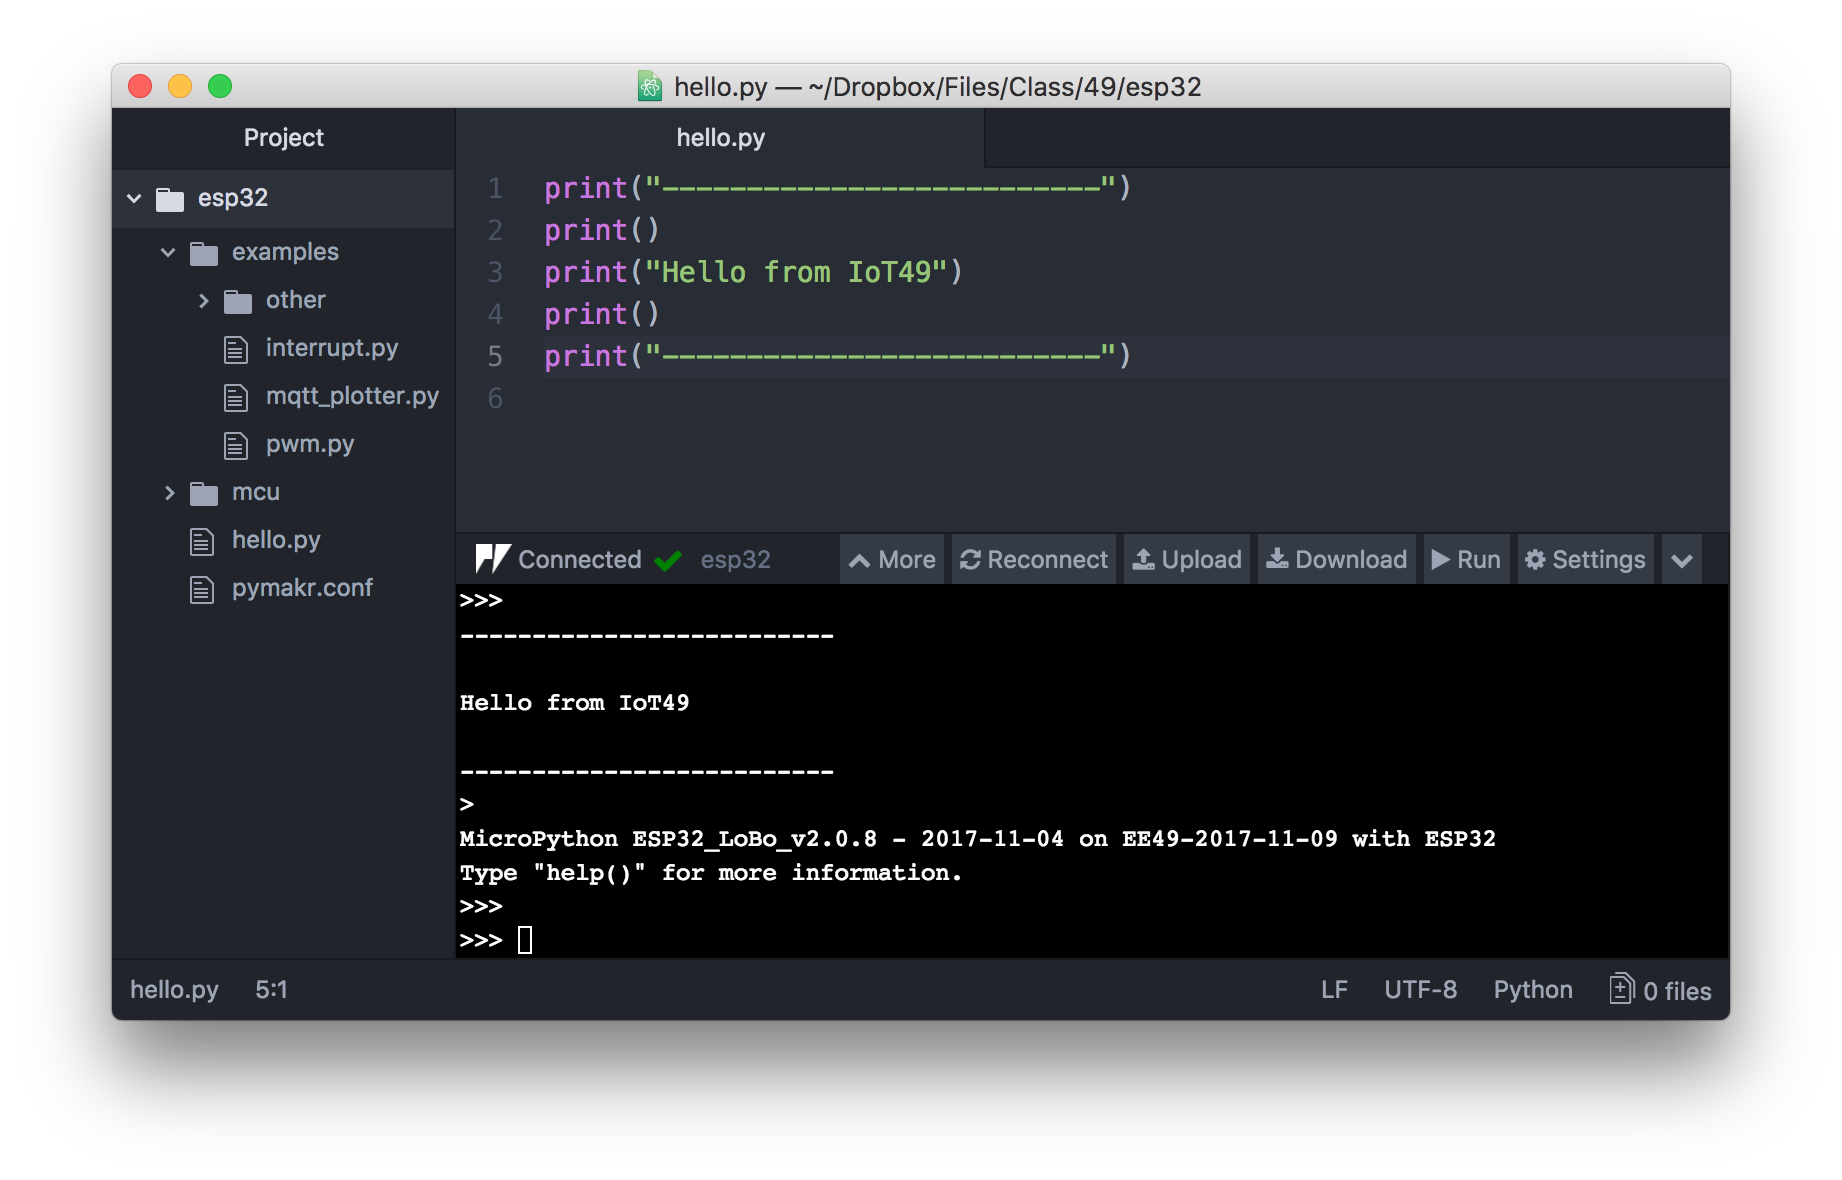 hello.py — ~/Dropbox/Files/Class/49/esp32
Project
esp32
examples
other
interrupt.py
mqtt_plotter.py
pwm.py
mcu
hello.py
pymakr.conf
hello.py
1 print("--------------------------")
2 print()
3 print("Hello from IoT49")
4 print()
5 print("--------------------------")
6
Connected esp32 More Reconnect Upload Download Run Settings
>>>
--------------------------
Hello from IoT49
--------------------------
>
MicroPython ESP32_LoBo_v2.0.8 - 2017-11-04 on EE49-2017-11-09 with ESP32
Type "help()" for more information.
>>>
>>>
hello.py 5:1 LF UTF-8 Python 0 files